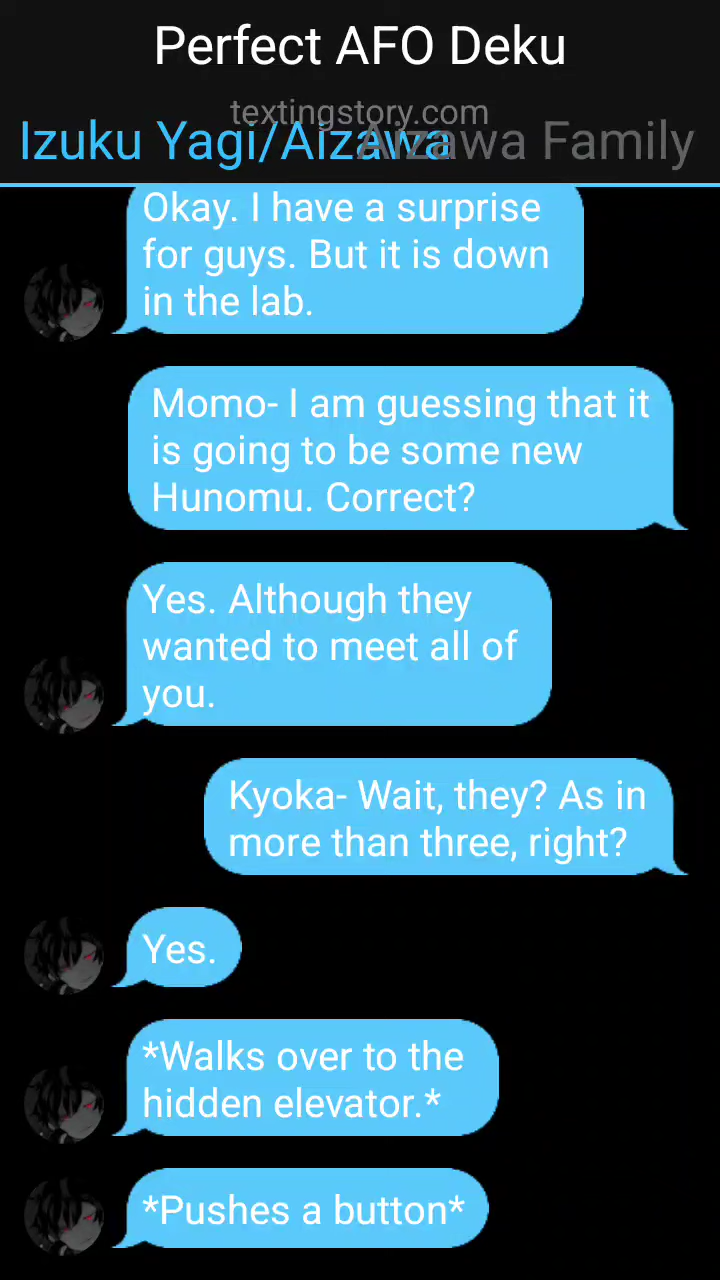 Perfect AFO Deku
textingstory.com
Izuku Yagi/Aizawa
Aizawa Family
Okay. I have a surprise
for guys. But it is down
in the lab.
Momo- I am guessing that it
is going to be some new
Hunomu. Correct?
Yes. Although they
wanted to meet all of
you.
Kyoka- Wait, they? As in
more than three, right?
Yes.
*Walks over to the
hidden elevator.*
*Pushes a button*